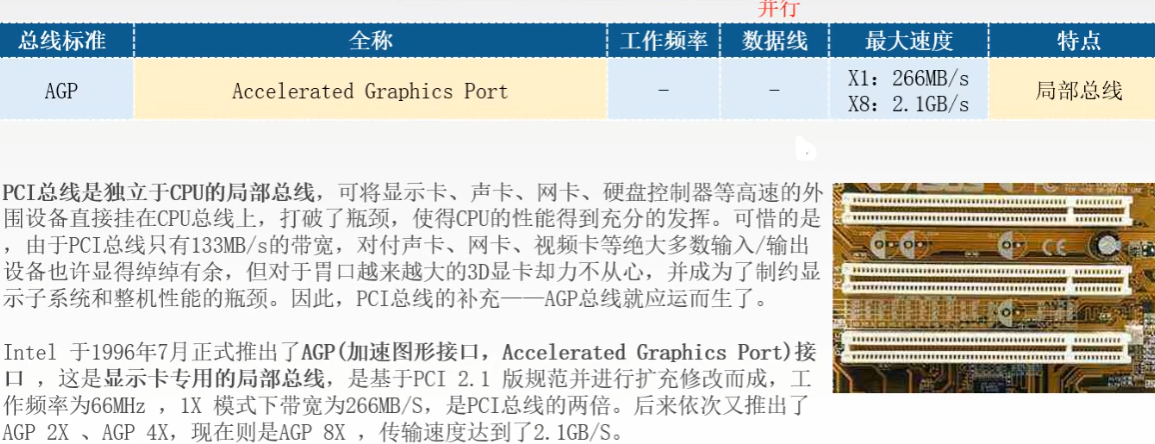 并行
总线标准 全称 工作频率 数据线 最大速度 特点
AGP Accelerated Graphics Port - - X1: 266MB/s 局部总线
X8: 2.1GB/s
PCI总线是独立于CPU的局部总线，可将显示卡、声卡、网卡、硬盘控制器等高速的外
围设备直接挂在CPU总线上，打破了瓶颈，使得CPU的性能得到充分的发挥。可惜的是
，由于PCI总线只有133MB/s的带宽，对付声卡、网卡、视频卡等绝大多数输入/输出
设备也许显得绰绰有余，但对于胃口越来越大的3D显卡却力不从心，并成为了制约显
示子系统和整机性能的瓶颈。因此，PCI总线的补充——AGP总线就应运而生了。
Intel 于1996年7月正式推出了AGP(加速图形接口，Accelerated Graphics Port)接
口 ，这是显示卡专用的局部总线，是基于PCI 2.1 版规范并进行扩充修改而成，工
作频率为66MHz ，1X 模式下带宽为266MB/S，是PCI总线的两倍。后来依次又推出了
AGP 2X 、AGP 4X，现在则是AGP 8X ，传输速度达到了2.1GB/S。